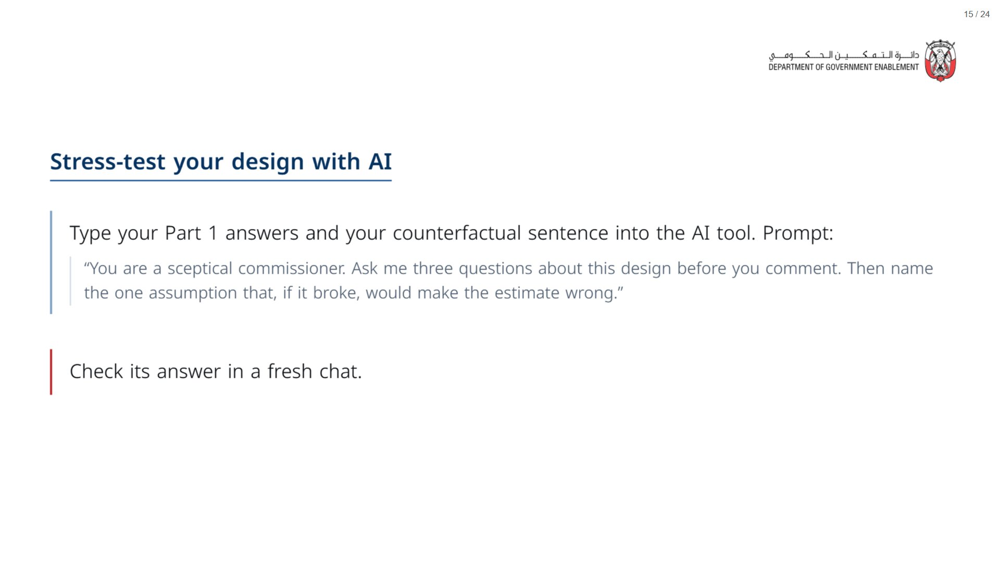 15 / 24
دائرة التمكين الحكومي
DEPARTMENT OF GOVERNMENT ENABLEMENT
Stress-test your design with AI
Type your Part 1 answers and your counterfactual sentence into the AI tool. Prompt:
“You are a sceptical commissioner. Ask me three questions about this design before you comment. Then name
the one assumption that, if it broke, would make the estimate wrong.”
Check its answer in a fresh chat.